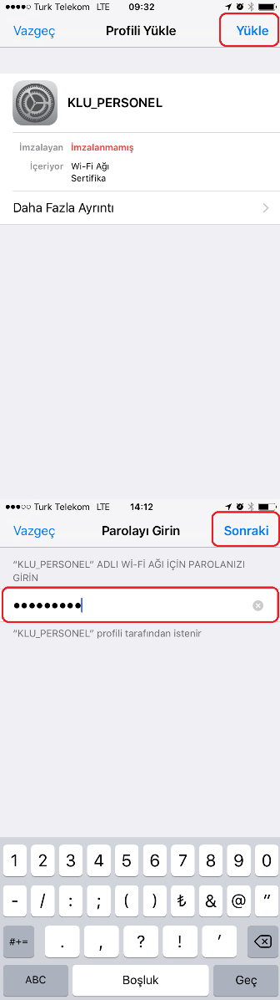 Turk Telekom LTE 09:32
Vazgeç Profili Yükle Yükle
KLU_PERSONEL
İmzalayan İmzalanmamış
İçeriyor Wi-Fi Ağı
Sertifika
Daha Fazla Ayrıntı
Turk Telekom LTE 14:12
Vazgeç Parolayı Girin Sonraki
“KLU_PERSONEL” ADLI Wİ-Fİ AĞI İÇİN PAROLANIZI
GİRİN
●●●●●●●●●
“KLU_PERSONEL” profili tarafından istenir
1 2 3 4 5 6 7 8 9 0
- / : ; ( ) ₺ & @ "
#+= . , ? ! '
ABC Boşluk Geç